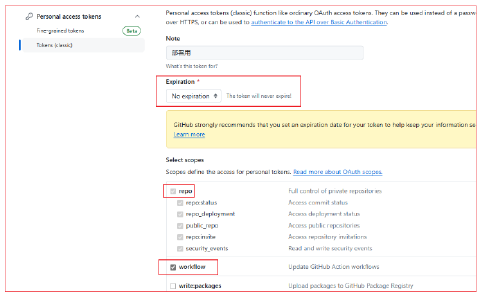 Personal access tokens
Fine-grained tokens
Beta
Tokens (classic)
Personal access tokens (classic) function like ordinary OAuth access tokens. They can be used instead of a passw
over HTTPS, or can be used to authenticate to the API over Basic Authentication.
Note
部署用
What's this token for?
Expiration *
No expiration
The token will never expire!
GitHub strongly recommends that you set an expiration date for your token to help keep your information se
Learn more
Select scopes
Scopes define the access for personal tokens. Read more about OAuth scopes.
repo Full control of private repositories
repo:status Access commit status
repo_deployment Access deployment status
public_repo Access public repositories
repo:invite Access repository invitations
security_events Read and write security events
workflow Update GitHub Action workflows
write:packages Upload packages to GitHub Package Registry